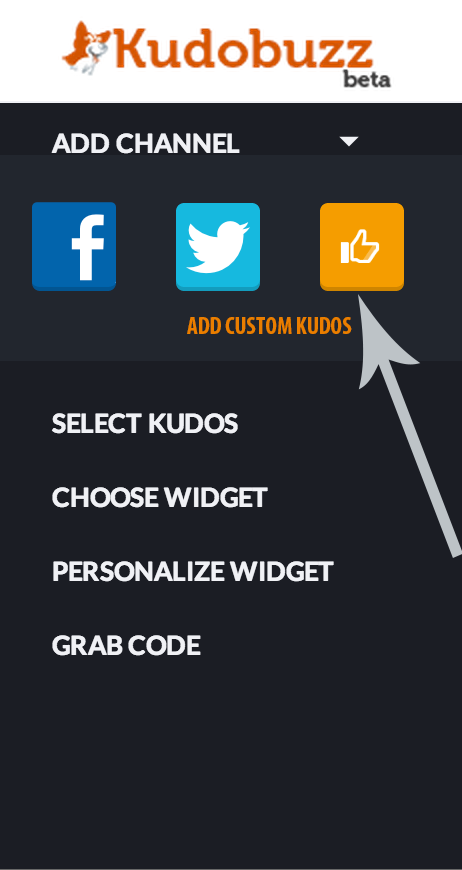 Kudobuzz
beta
ADD CHANNEL
ADD CUSTOM KUDOS
SELECT KUDOS
CHOOSE WIDGET
PERSONALIZE WIDGET
GRAB CODE